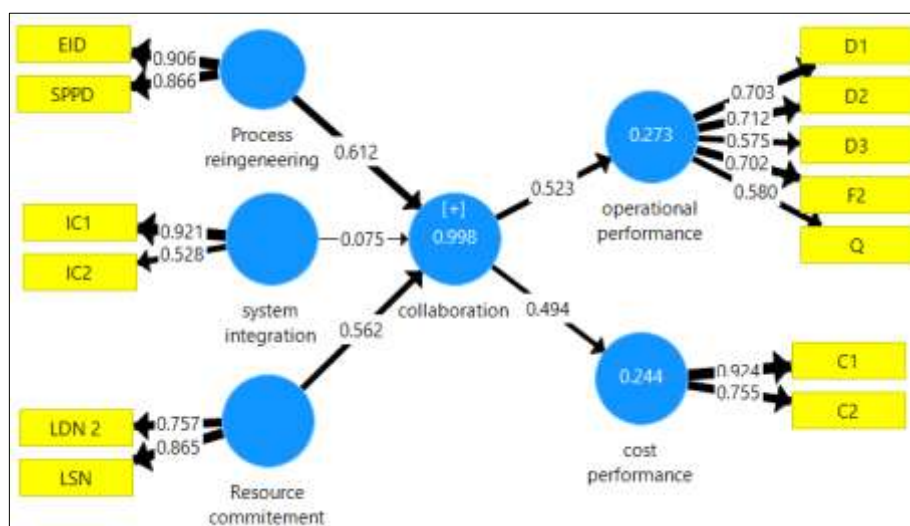 EID
0.906
SPPD
0.866
Process
reingeneering
0.612
IC1
0.921
IC2
0.528
system
integration
0.075
LDN 2
0.757
LSN
0.865
Resource
commitement
0.562
[+]
0.998
collaboration
0.523
0.494
0.273
operational
performance
0.703
D1
0.712
D2
0.575
D3
0.702
F2
0.580
Q
0.244
cost
performance
0.924
C1
0.755
C2